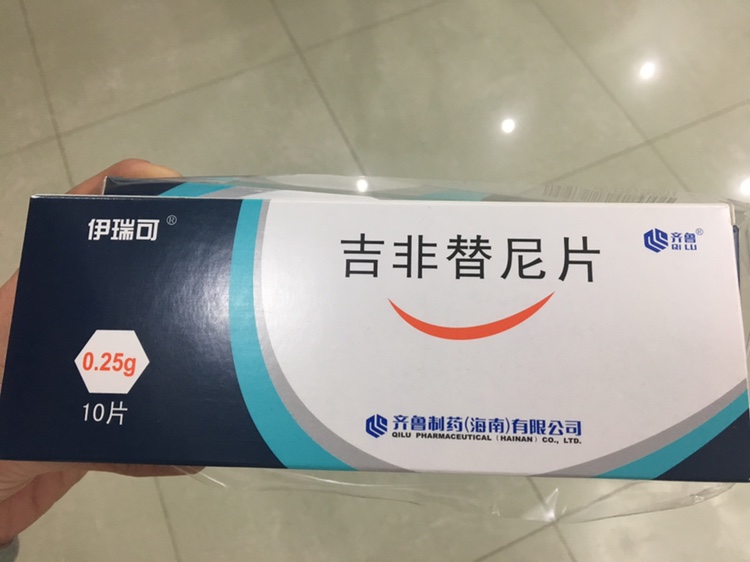 伊瑞可®
吉非替尼片
齐鲁®
QILU
0.25g
10片
齐鲁制药(海南)有限公司
QILU PHAMACEUTICAL (HAINAN) CO., LTD.